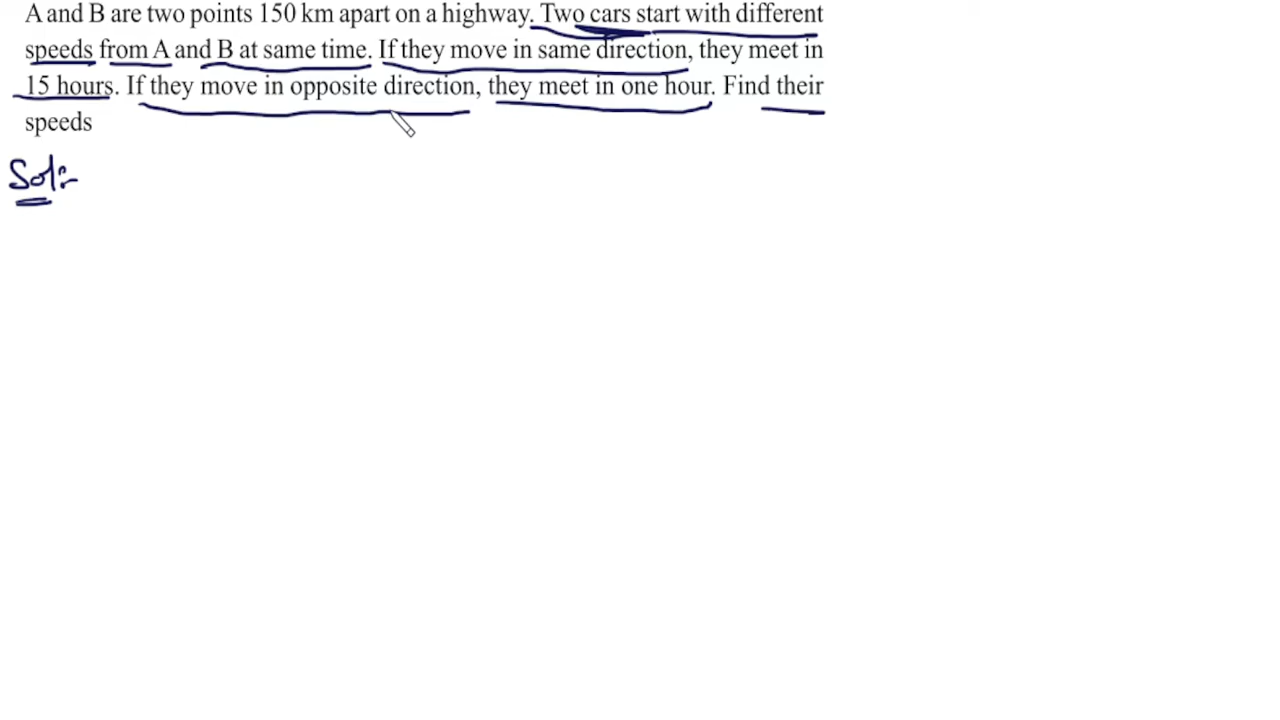 A and B are two points 150 km apart on a highway. Two cars start with different
speeds from A and B at same time. If they move in same direction, they meet in
15 hours. If they move in opposite direction, they meet in one hour. Find their
speeds
Sol:-